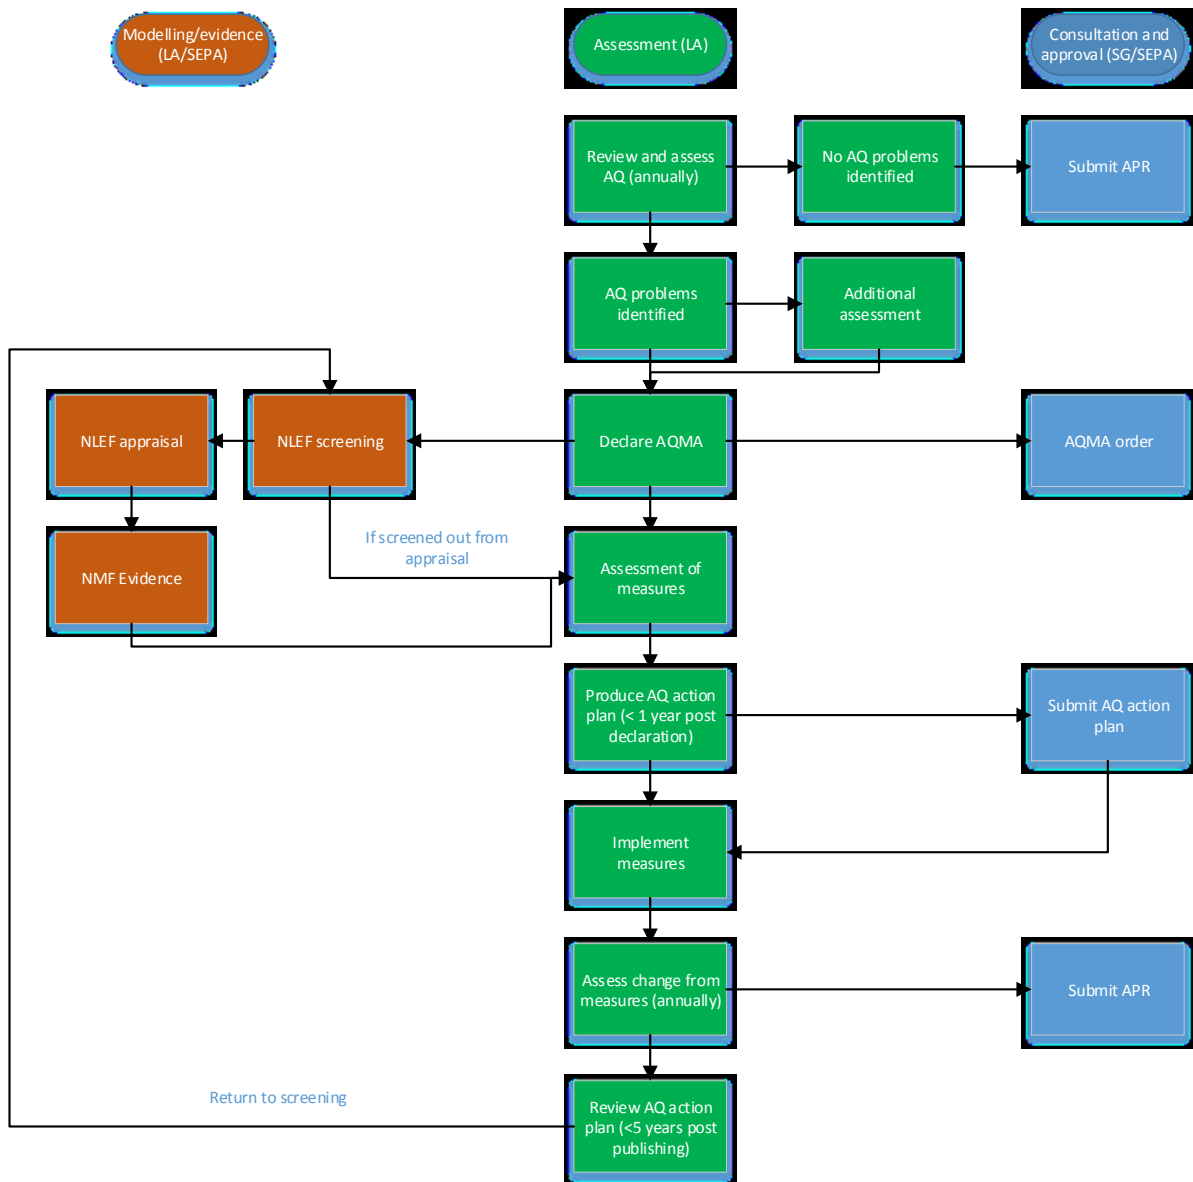 Modelling/evidence
(LA/SEPA)
Assessment (LA)
Consultation and
approval (SG/SEPA)
Review and assess
AQ (annually)
No AQ problems
identified
Submit APR
AQ problems
identified
Additional
assessment
NLEF appraisal
NLEF screening
Declare AQMA
AQMA order
If screened out from
appraisal
NMF Evidence
Assessment of
measures
Produce AQ action
plan (< 1 year post
declaration)
Submit AQ action
plan
Implement
measures
Assess change from
measures (annually)
Submit APR
Return to screening
Review AQ action
plan (<5 years post
publishing)